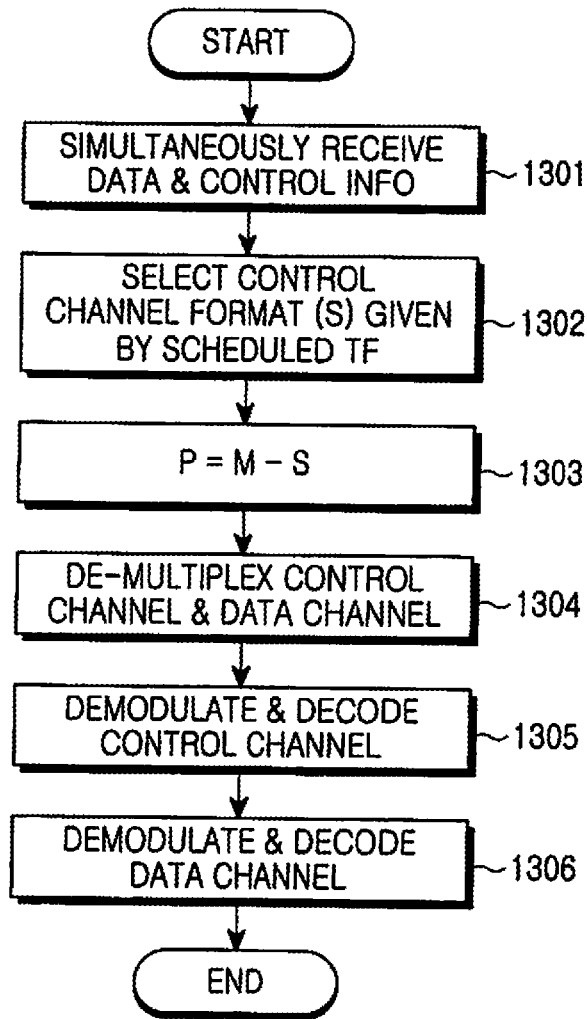 START
SIMULTANEOUSLY RECEIVE
DATA & CONTROL INFO
1301
SELECT CONTROL
CHANNEL FORMAT (S) GIVEN
BY SCHEDULED TF
1302
P = M - S
1303
DE-MULTIPLEX CONTROL
CHANNEL & DATA CHANNEL
1304
DEMODULATE & DECODE
CONTROL CHANNEL
1305
DEMODULATE & DECODE
DATA CHANNEL
1306
END